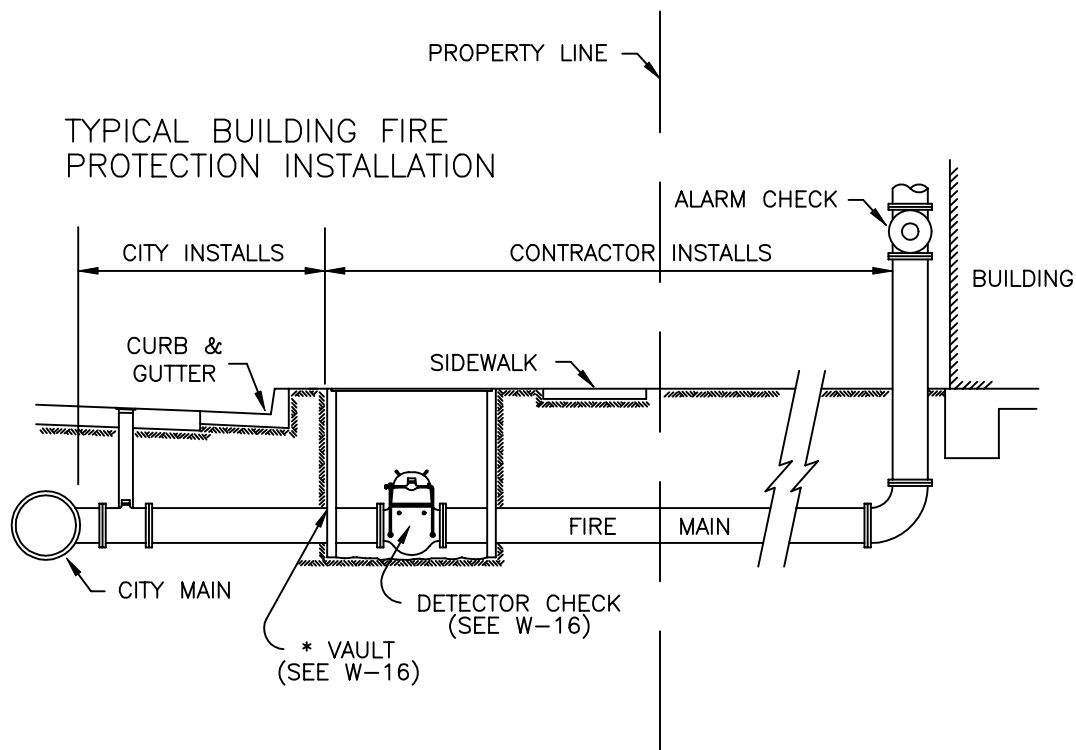 PROPERTY LINE
TYPICAL BUILDING FIRE
PROTECTION INSTALLATION
ALARM CHECK
CITY INSTALLS
CONTRACTOR INSTALLS
BUILDING
CURB &
GUTTER
SIDEWALK
FIRE MAIN
CITY MAIN
DETECTOR CHECK
(SEE W-16)
* VAULT
(SEE W-16)